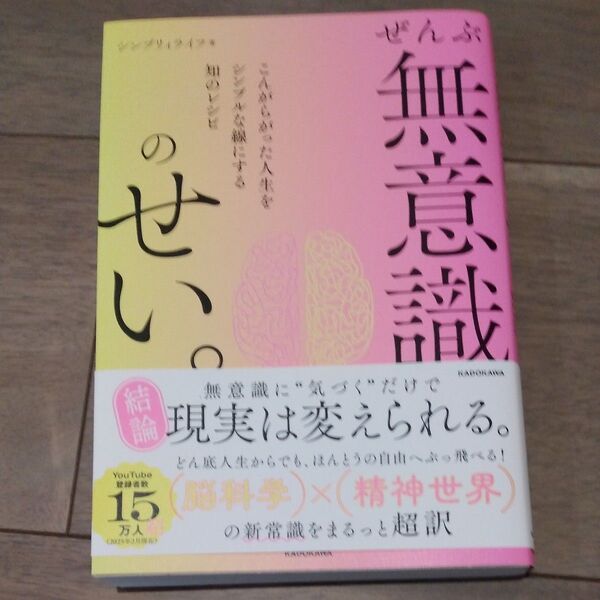 ぜんぶ
無意識
のせい。
こんがらがった人生を
シンプルな線にする
知のレシピ
シンプリィライフ
KADOKAWA
結論
無意識に“気づく”だけで
現実は変えられる。
どん底人生からでも、ほんとうの自由へぶっ飛べる!
YouTube
登録者数
15
万人
(脳科学)×(精神世界)
の新常識をまるっと超訳
KADOKAWA